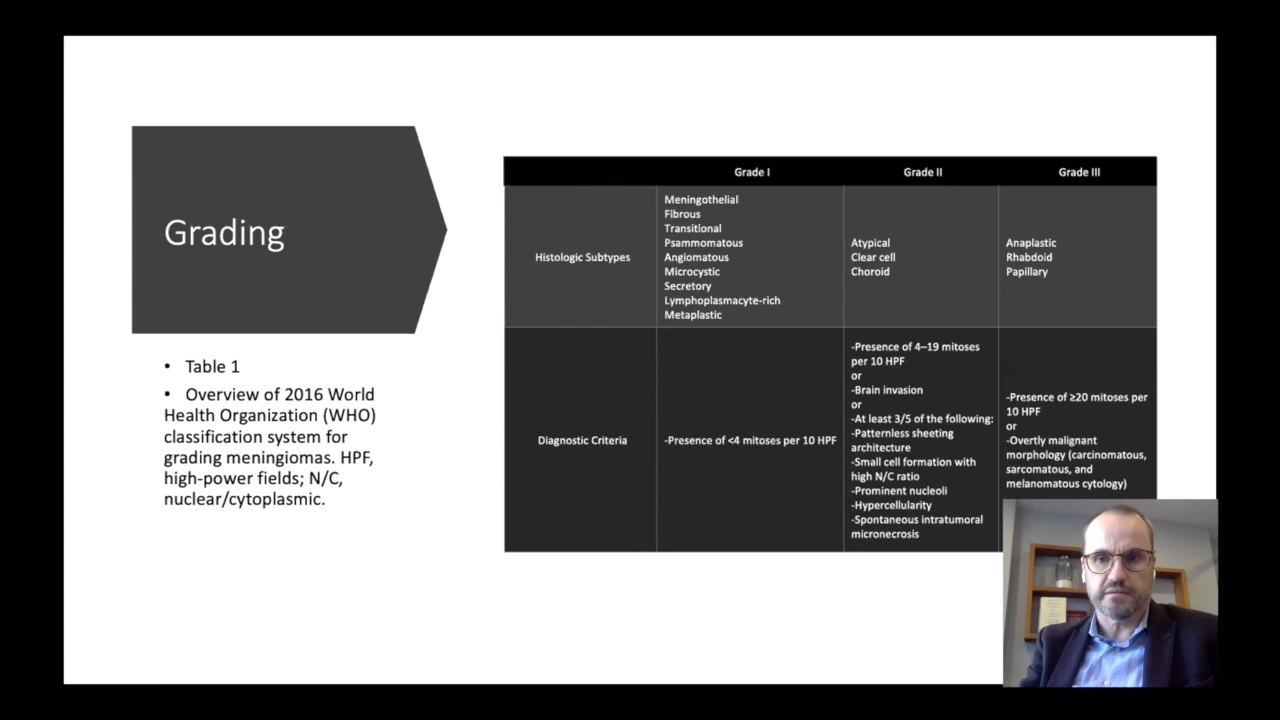 Grading
• Table 1
• Overview of 2016 World
Health Organization (WHO)
classification system for
grading meningiomas. HPF,
high-power fields; N/C,
nuclear/cytoplasmic.
Grade I
Grade II
Grade III
Histologic Subtypes
Meningothelial
Fibrous
Transitional
Psammomatous
Angiomatous
Microcystic
Secretory
Lymphoplasmacyte-rich
Metaplastic
Atypical
Clear cell
Choroid
Anaplastic
Rhabdoid
Papillary
Diagnostic Criteria
-Presence of <4 mitoses per 10 HPF
-Presence of 4–19 mitoses
per 10 HPF
or
-Brain invasion
or
-At least 3/5 of the following:
-Patternless sheeting
architecture
-Small cell formation with
high N/C ratio
-Prominent nucleoli
-Hypercellularity
-Spontaneous intratumoral
micronecrosis
-Presence of ≥20 mitoses per
10 HPF
or
-Overtly malignant
morphology (carcinomatous,
sarcomatous, and
melanomatous cytology)